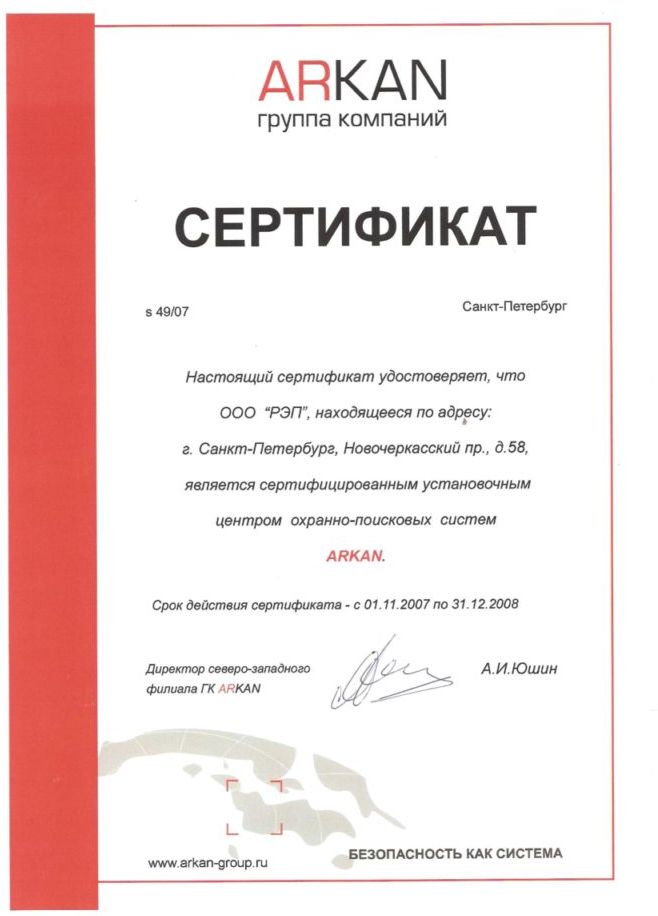 ARKAN
группа компаний
СЕРТИФИКАТ
s 49/07
Санкт-Петербург
Настоящий сертификат удостоверяет, что
ООО "РЭП", находящееся по адресу:
г. Санкт-Петербург, Новочеркасский пр., д.58,
является сертифицированным установочным
центром охранно-поисковых систем
ARKAN.
Срок действия сертификата - с 01.11.2007 по 31.12.2008
Директор северо-западного
филиала ГК ARKAN
А.И.Юшин
www.arkan-group.ru
БЕЗОПАСНОСТЬ КАК СИСТЕМА